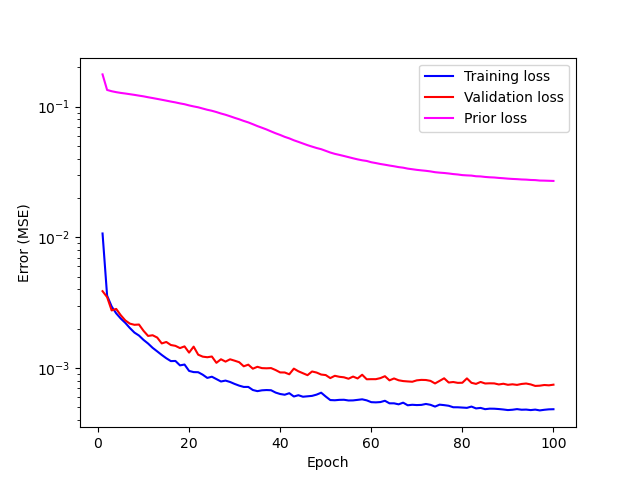 Training loss
Validation loss
Prior loss
10⁻¹
10⁻²
10⁻³
Error (MSE)
0 20 40 60 80 100
Epoch